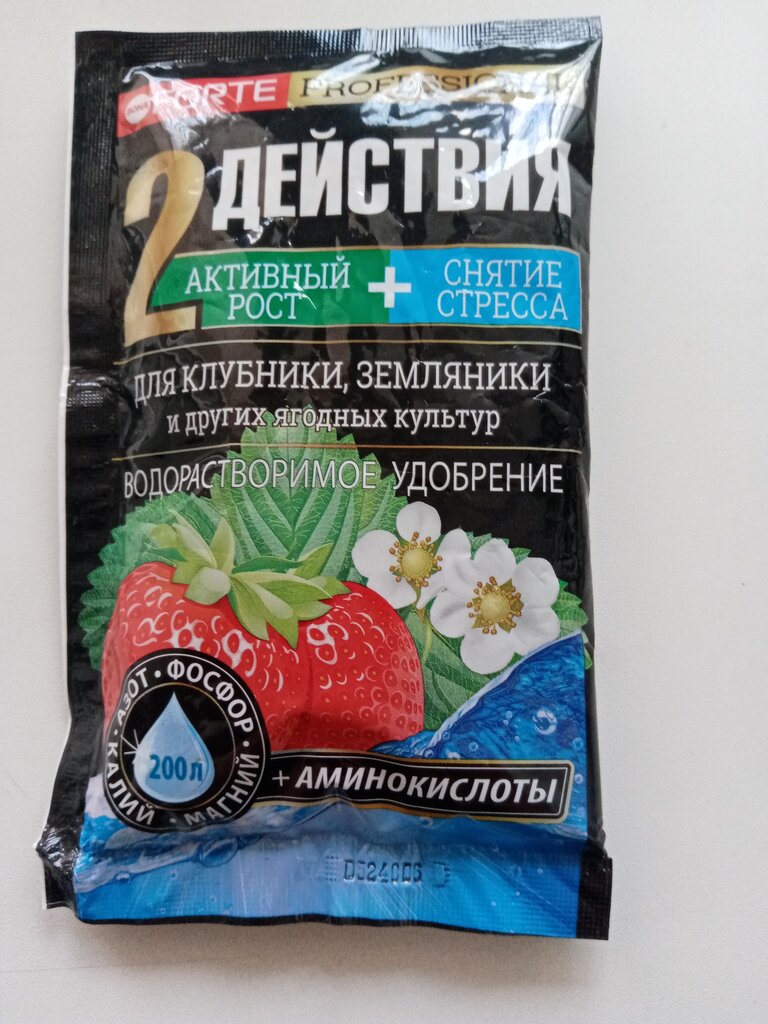 BONA FORTE PROFESSIONAL
2 ДЕЙСТВИЯ
АКТИВНЫЙ
РОСТ
+
СНЯТИЕ
СТРЕССА
ДЛЯ КЛУБНИКИ, ЗЕМЛЯНИКИ
и других ягодных культур
ВОДОРАСТВОРИМОЕ УДОБРЕНИЕ
КАЛИЙ · АЗОТ · ФОСФОР · МАГНИЙ ·
200 л
+ АМИНОКИСЛОТЫ